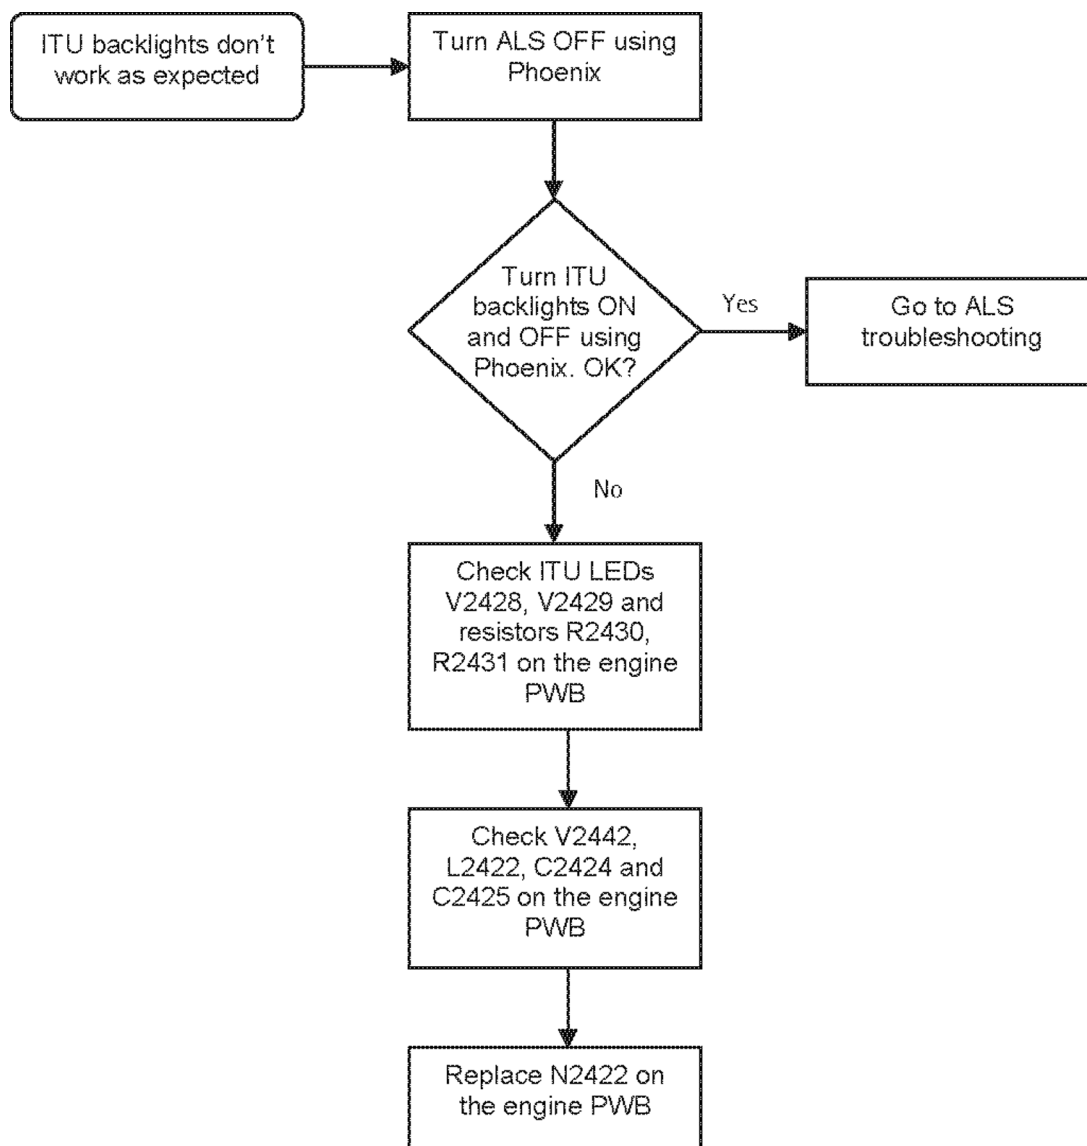 ITU backlights don't
work as expected
Turn ALS OFF using
Phoenix
Turn ITU
backlights ON
and OFF using
Phoenix. OK?
Yes
Go to ALS
troubleshooting
No
Check ITU LEDs
V2428, V2429 and
resistors R2430,
R2431 on the engine
PWB
Check V2442,
L2422, C2424 and
C2425 on the engine
PWB
Replace N2422 on
the engine PWB